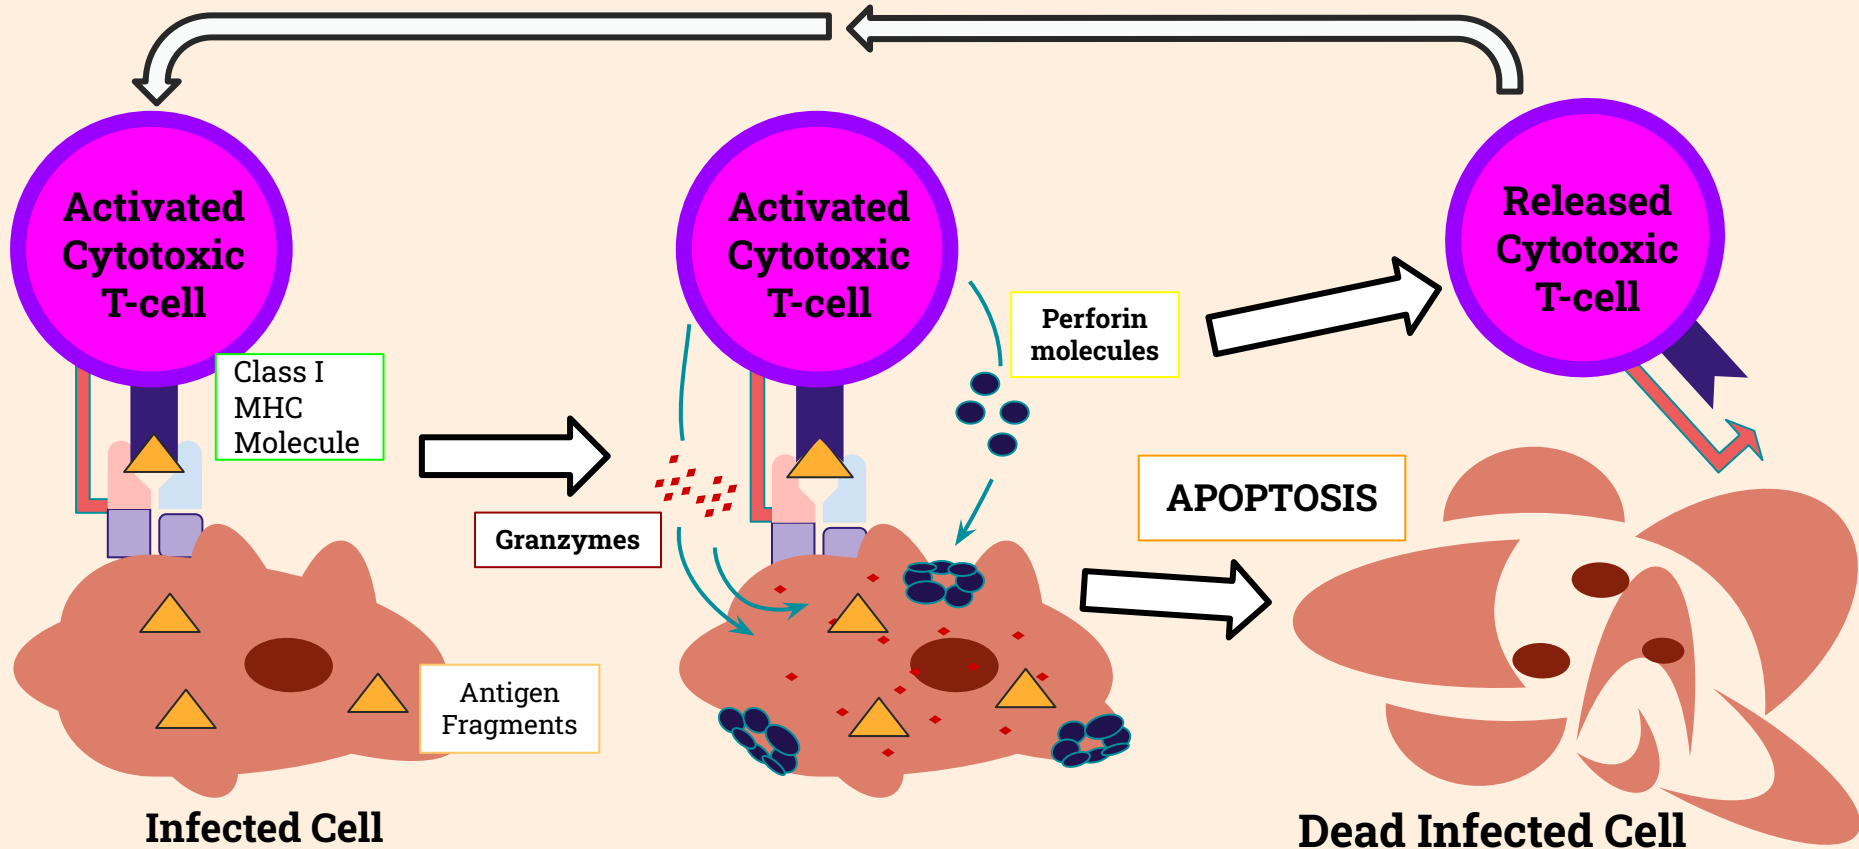 Activated
Cytotoxic
T-cell
Class I
MHC
Molecule
Antigen
Fragments
Infected Cell
Activated
Cytotoxic
T-cell
Granzymes
Perforin
molecules
APOPTOSIS
Released
Cytotoxic
T-cell
Dead Infected Cell